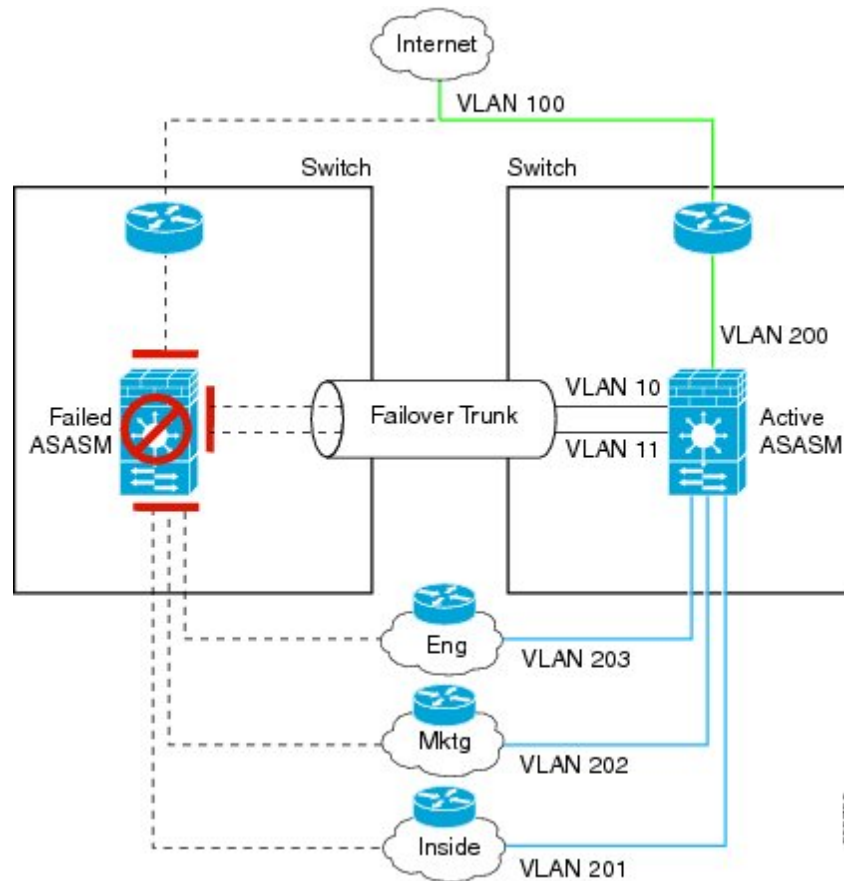 Internet
VLAN 100
Switch
Switch
VLAN 200
Failed
ASASM
Failover Trunk
VLAN 10
VLAN 11
Active
ASASM
Eng
VLAN 203
Mktg
VLAN 202
Inside
VLAN 201